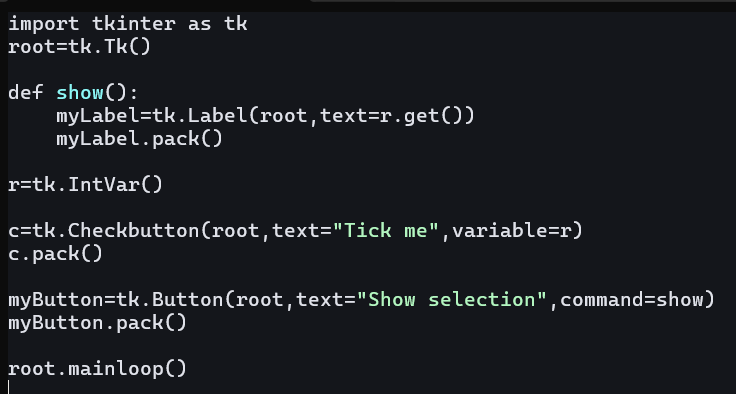 import tkinter as tk
root=tk.Tk()
def show():
    myLabel=tk.Label(root,text=r.get())
    myLabel.pack()
r=tk.IntVar()
c=tk.Checkbutton(root,text="Tick me",variable=r)
c.pack()
myButton=tk.Button(root,text="Show selection",command=show)
myButton.pack()
root.mainloop()